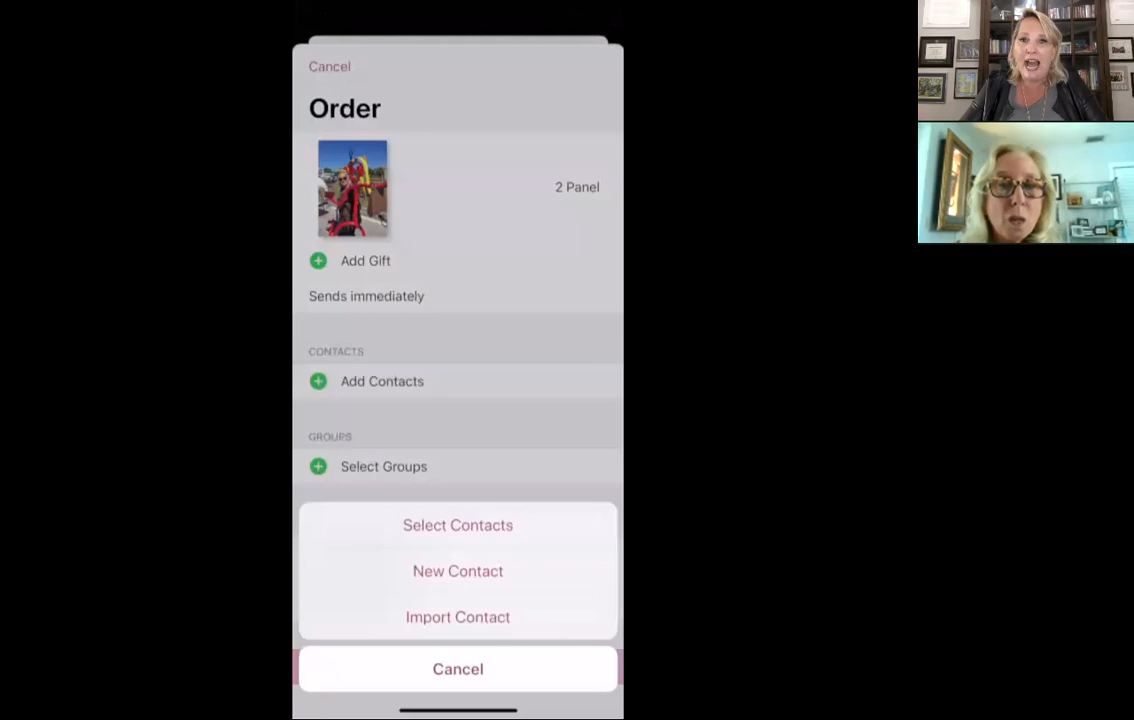 Cancel
Order
2 Panel
Add Gift
Sends immediately
CONTACTS
Add Contacts
GROUPS
Select Groups
Select Contacts
New Contact
Import Contact
Cancel